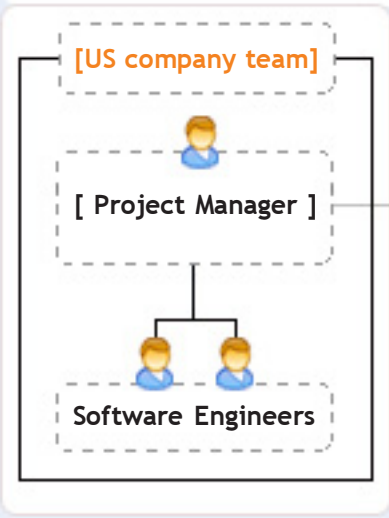 [US company team]
[ Project Manager ]
Software Engineers